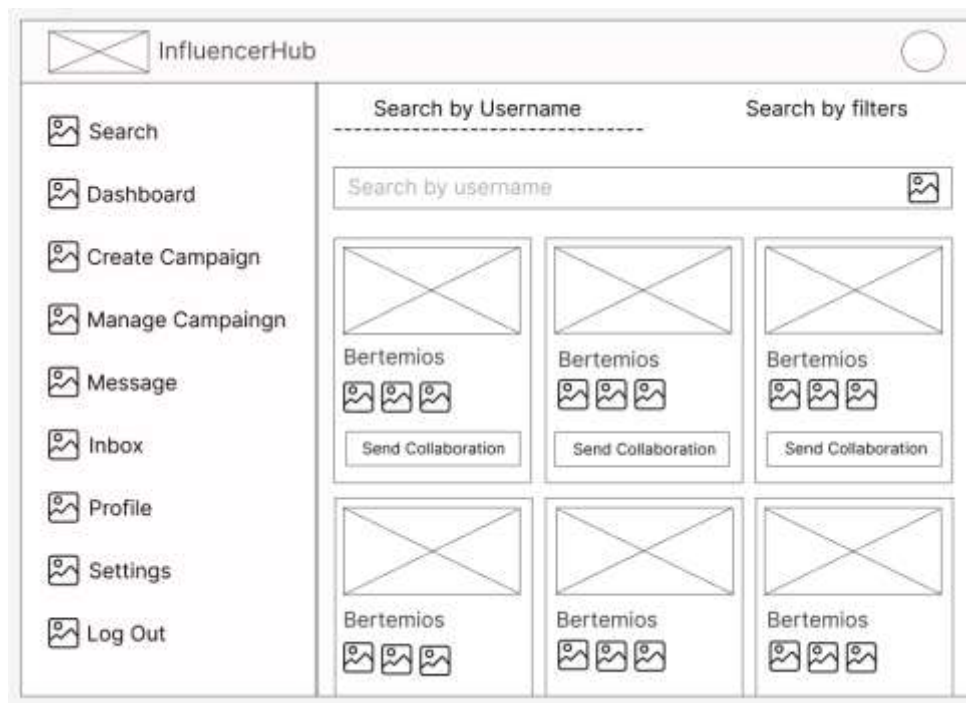 InfluencerHub
Search
Dashboard
Create Campaign
Manage Campaingn
Message
Inbox
Profile
Settings
Log Out
Search by Username
Search by filters
Search by username
Bertemios
Bertemios
Bertemios
Send Collaboration
Send Collaboration
Send Collaboration
Bertemios
Bertemios
Bertemios